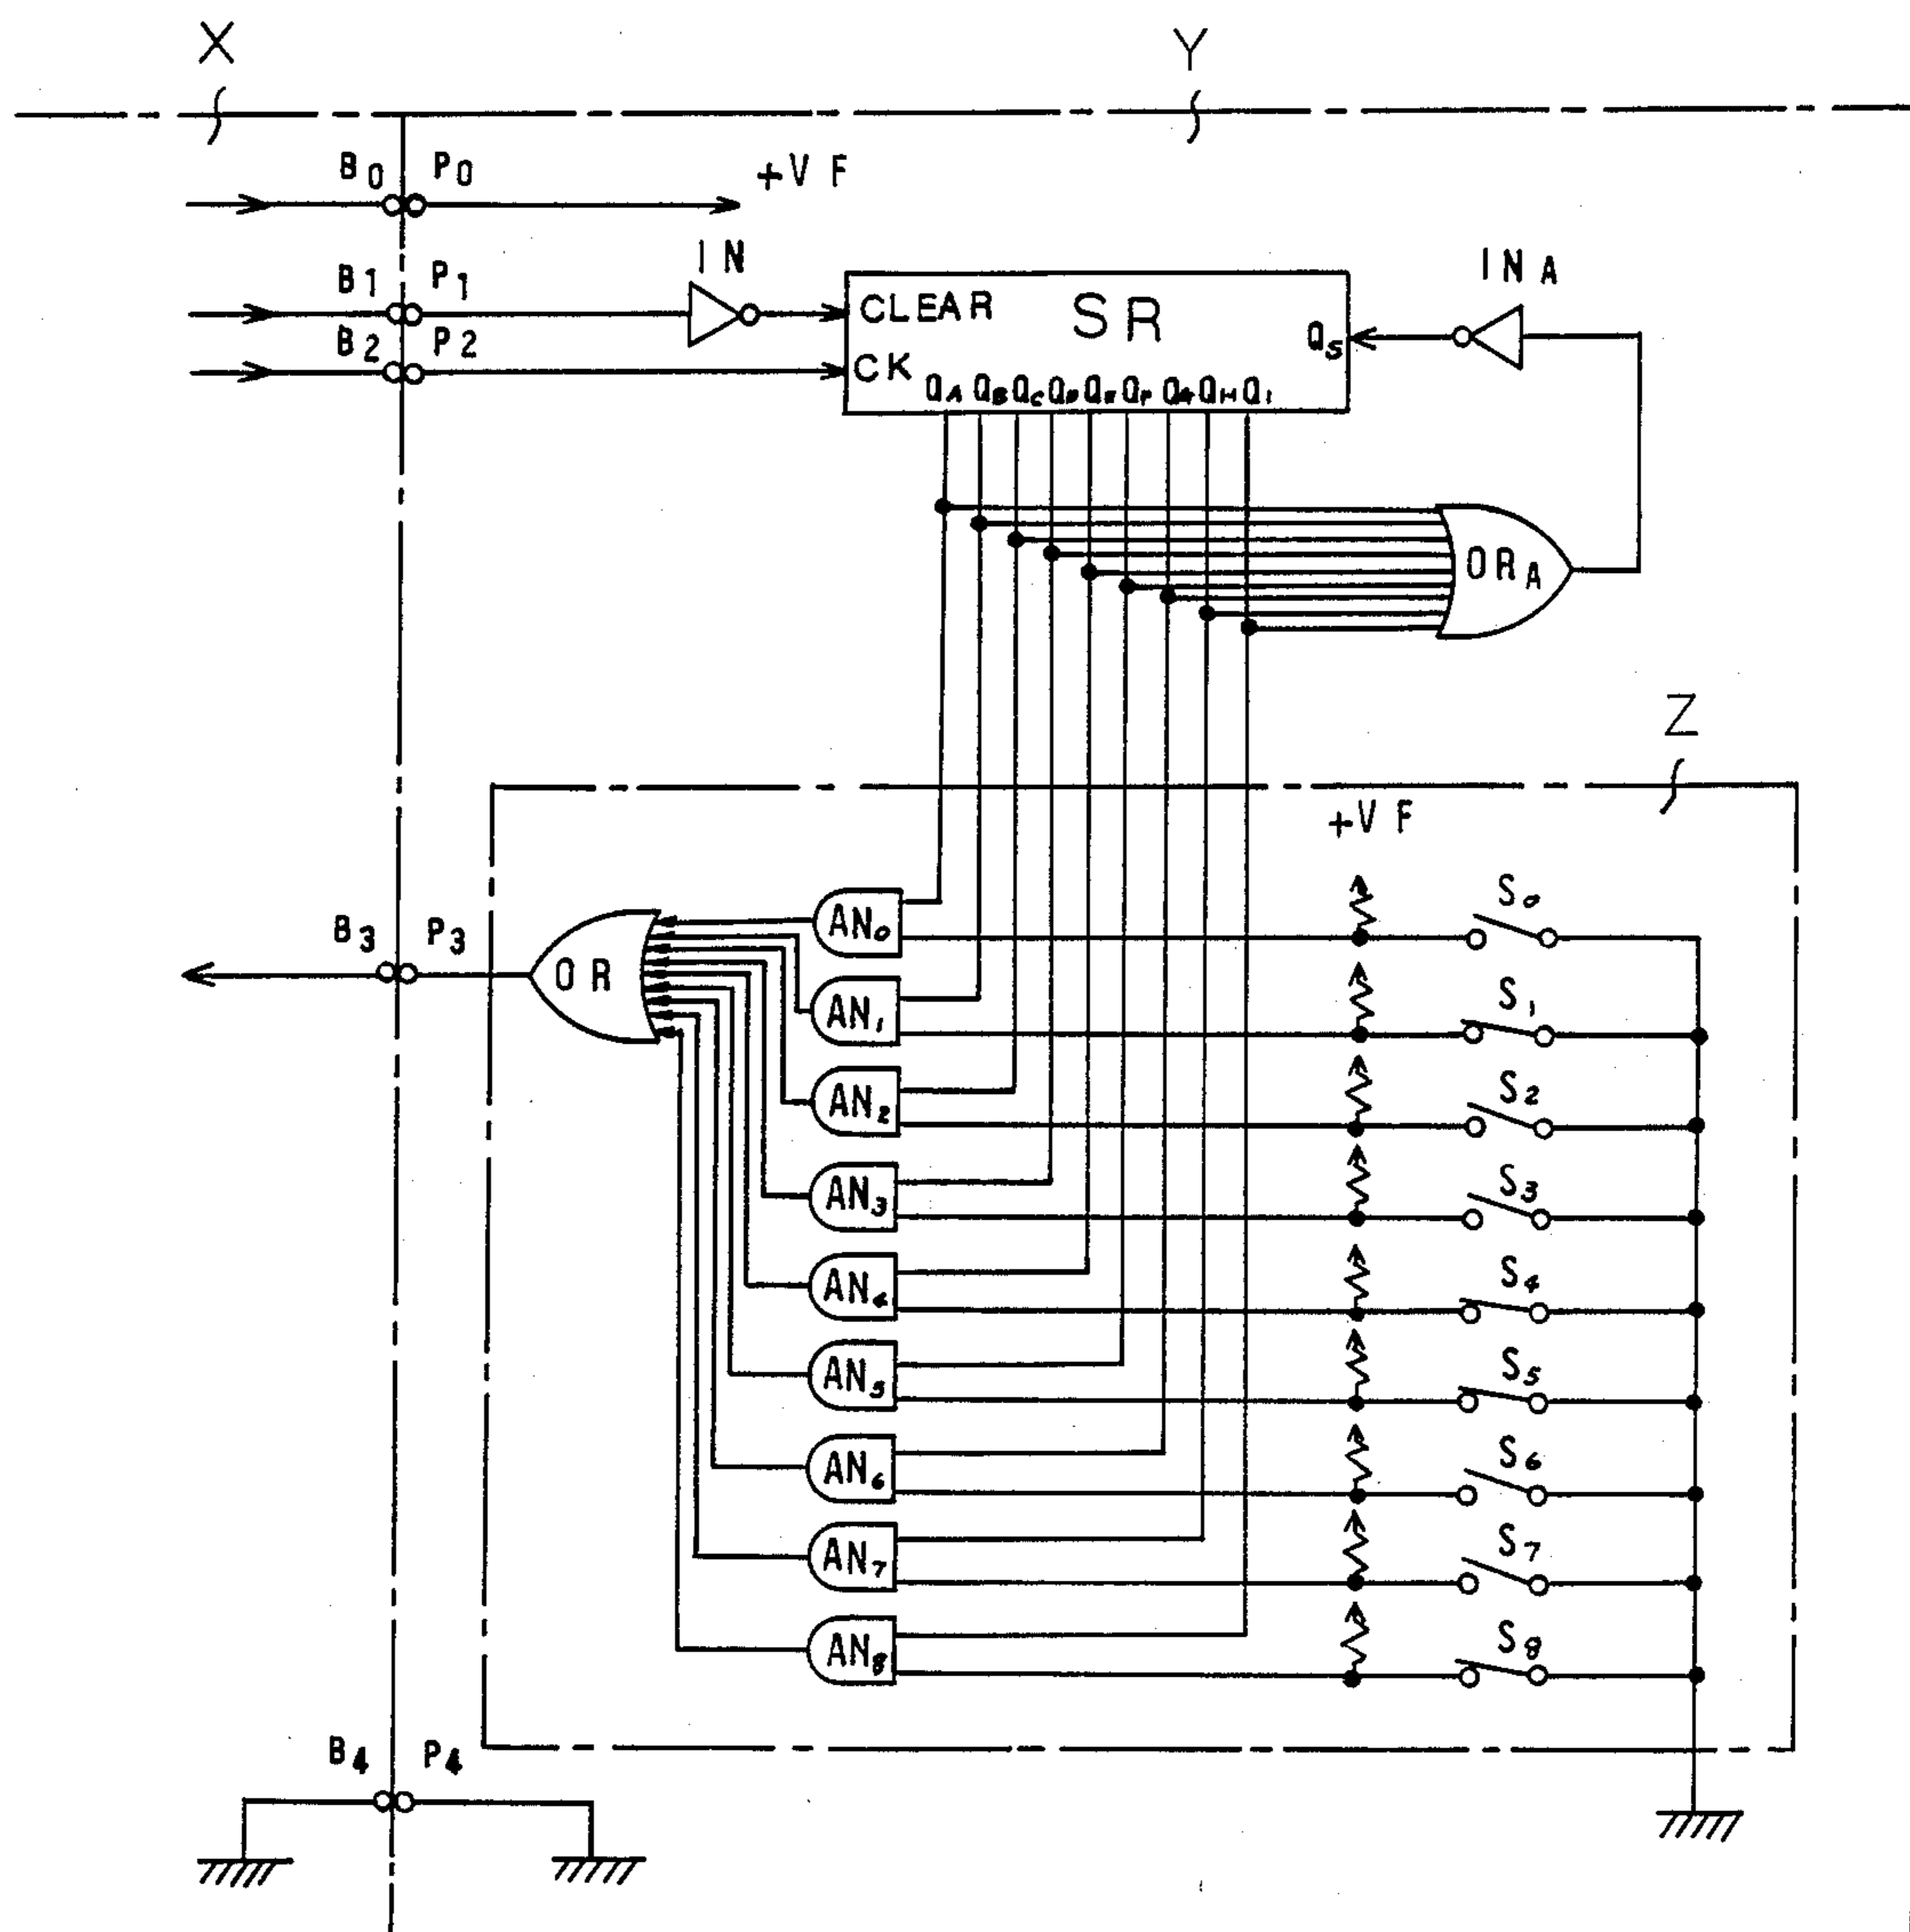 X Y
B0 P0 +VF
B1 P1 IN INA
B2 P2
CLEAR SR
CK QS
QA QB QC QD QE QF QG QH QI
ORA
Z
+VF
S0
AN0
B3 P3
OR
S1
AN1
S2
AN2
S3
AN3
S4
AN4
S5
AN5
S6
AN6
S7
AN7
S8
AN8
B4 P4